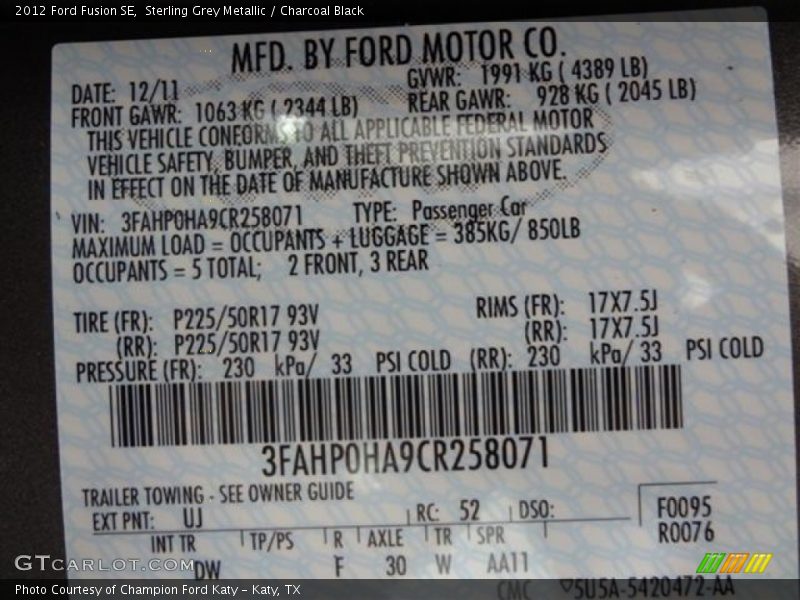 2012 Ford Fusion SE, Sterling Grey Metallic / Charcoal Black
MFD. BY FORD MOTOR CO.
DATE: 12/11 GVWR: 1991 KG ( 4389 LB)
FRONT GAWR: 1063 KG ( 2344 LB) REAR GAWR: 928 KG ( 2045 LB)
THIS VEHICLE CONFORMS TO ALL APPLICABLE FEDERAL MOTOR
VEHICLE SAFETY, BUMPER, AND THEFT PREVENTION STANDARDS
IN EFFECT ON THE DATE OF MANUFACTURE SHOWN ABOVE.
VIN: 3FAHP0HA9CR258071 TYPE: Passenger Car
MAXIMUM LOAD = OCCUPANTS + LUGGAGE = 385KG/ 850LB
OCCUPANTS = 5 TOTAL; 2 FRONT, 3 REAR
TIRE (FR): P225/50R17 93V RIMS (FR): 17X7.5J
(RR): P225/50R17 93V (RR): 17X7.5J
PRESSURE (FR): 230 kPa/ 33 PSI COLD (RR): 230 kPa/ 33 PSI COLD
3FAHP0HA9CR258071
TRAILER TOWING - SEE OWNER GUIDE
EXT PNT: UJ RC: 52 DSO: F0095
INT TR TP/PS R AXLE TR SPR R0076
DW F 30 W AA11
GTCarLot.com
CMC 5U5A-5420472-AA
Photo Courtesy of Champion Ford Katy - Katy, TX